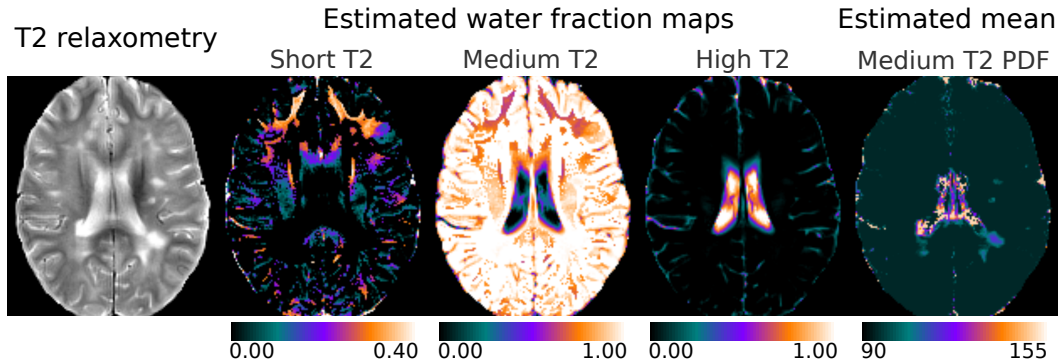 T2 relaxometry
Estimated water fraction maps
Estimated mean
Short T2
Medium T2
High T2
Medium T2 PDF
0.00 0.40
0.00 1.00
0.00 1.00
90 155